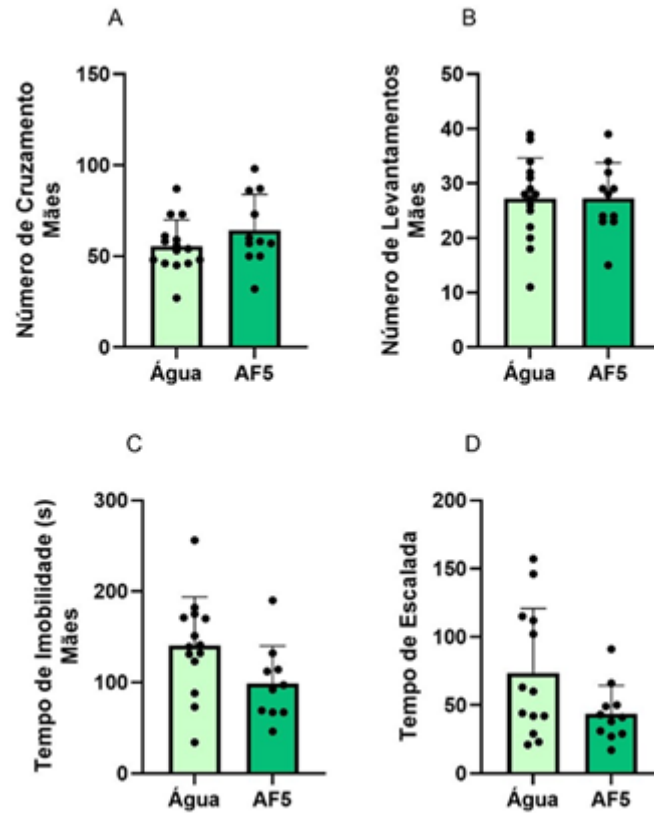 A
Número de Cruzamento
Mães
150
100
50
0
Água
AF5
B
Número de Levantamentos
Mães
50
40
30
20
10
0
Água
AF5
C
Tempo de Imobilidade (s)
Mães
300
200
100
0
Água
AF5
D
Tempo de Escalada
200
150
100
50
0
Água
AF5